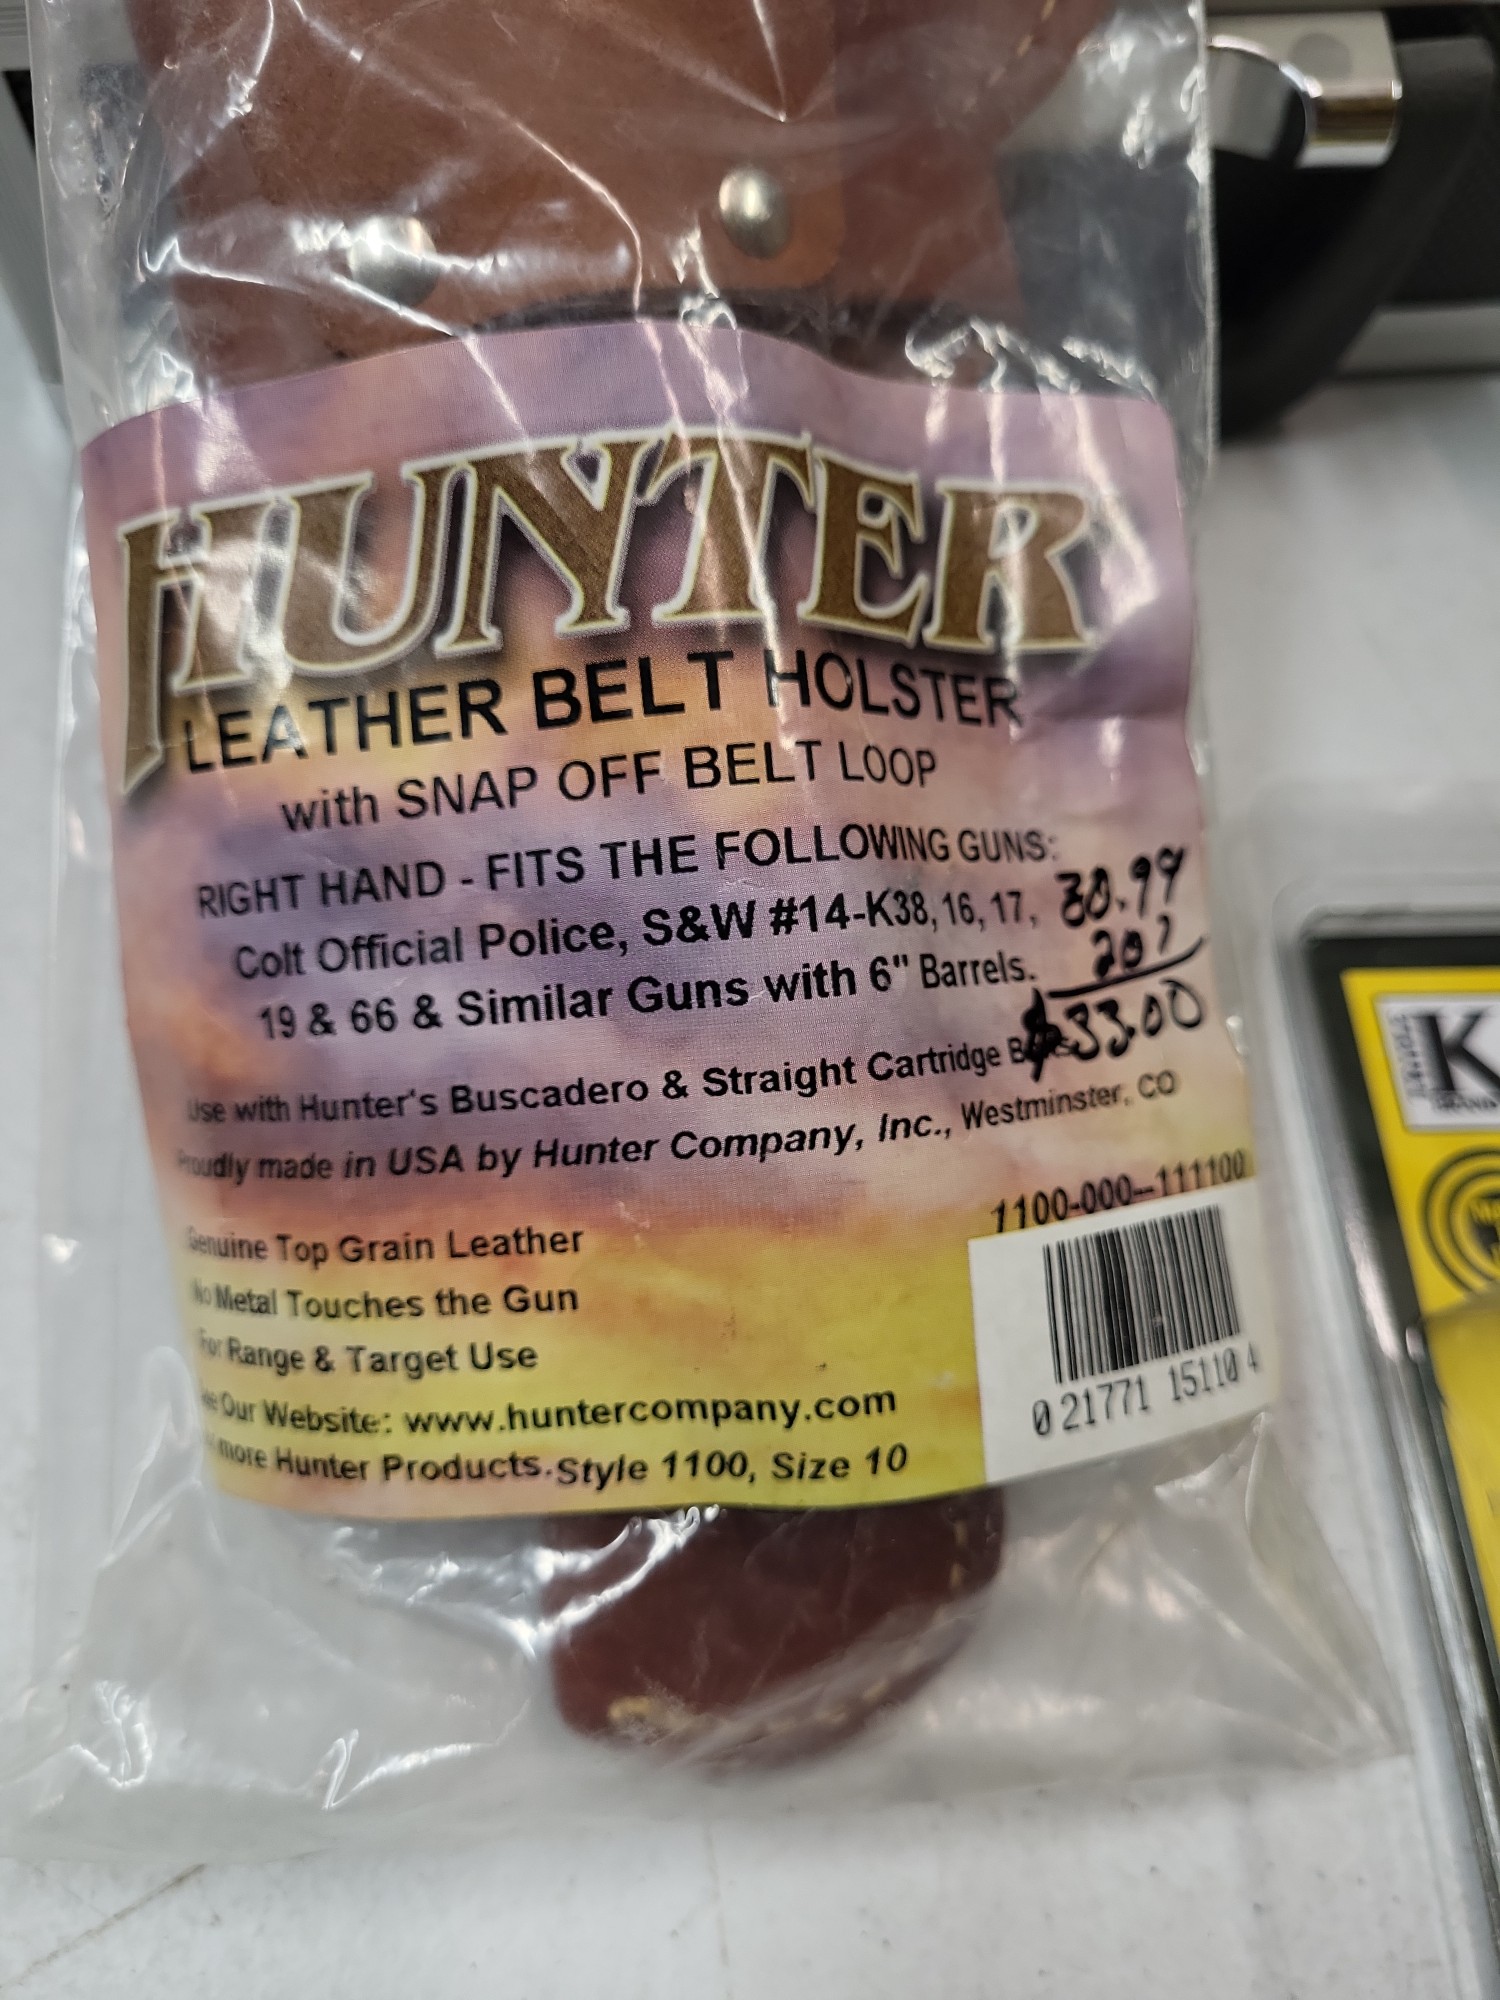 HUNTER
LEATHER BELT HOLSTER
with SNAP OFF BELT LOOP
RIGHT HAND - FITS THE FOLLOWING GUNS:
Colt Official Police, S&W #14-K38, 16, 17,
19 & 66 & Similar Guns with 6" Barrels.
30.99
20
$33.00
Use with Hunter's Buscadero & Straight Cartridge
Proudly made in USA by Hunter Company, Inc., Westminster, CO
1100-000--111100
Genuine Top Grain Leather
No Metal Touches the Gun
For Range & Target Use
Our Website: www.huntercompany.com
more Hunter Products. Style 1100, Size 10
0 21771 15110 4
K